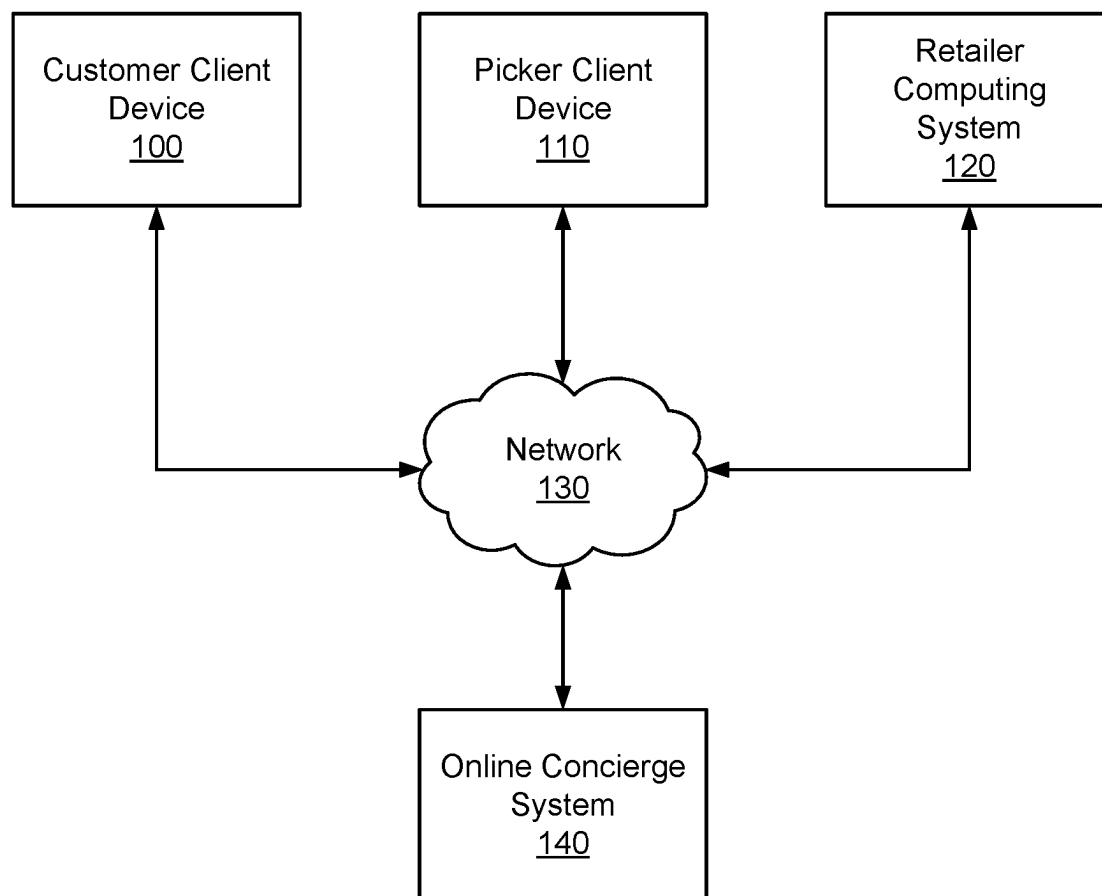 Customer Client
Device
100
Picker Client
Device
110
Retailer
Computing
System
120
Network
130
Online Concierge
System
140